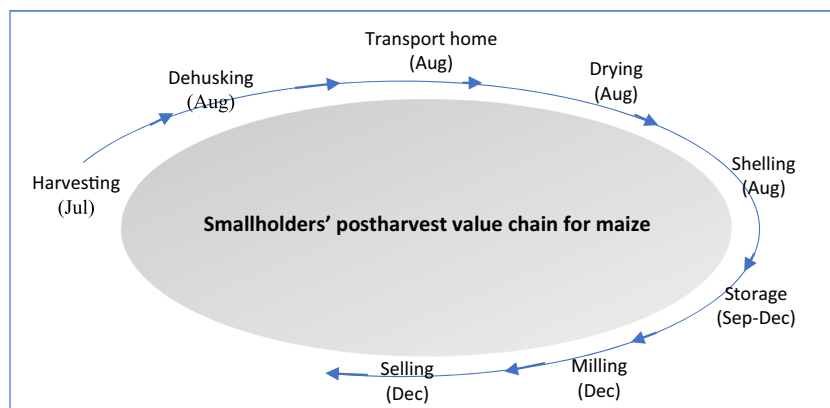 Transport home
(Aug)
Dehusking
(Aug)
Drying
(Aug)
Harvesting
(Jul)
Shelling
(Aug)
Smallholders’ postharvest value chain for maize
Storage
(Sep-Dec)
Milling
(Dec)
Selling
(Dec)